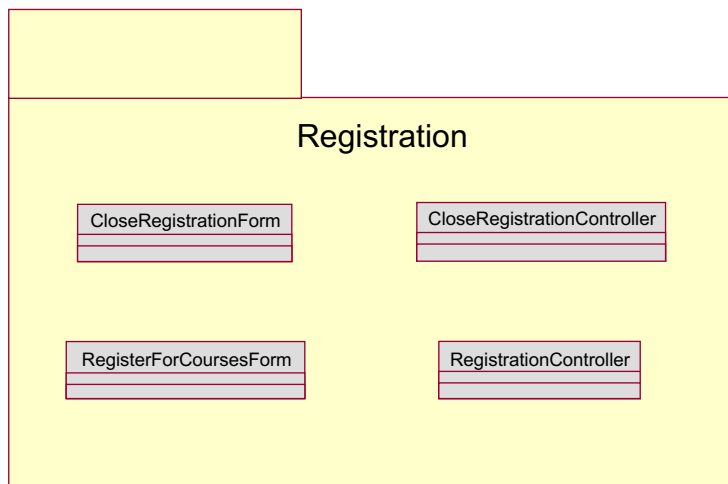 Registration
CloseRegistrationForm
CloseRegistrationController
RegisterForCoursesForm
RegistrationController